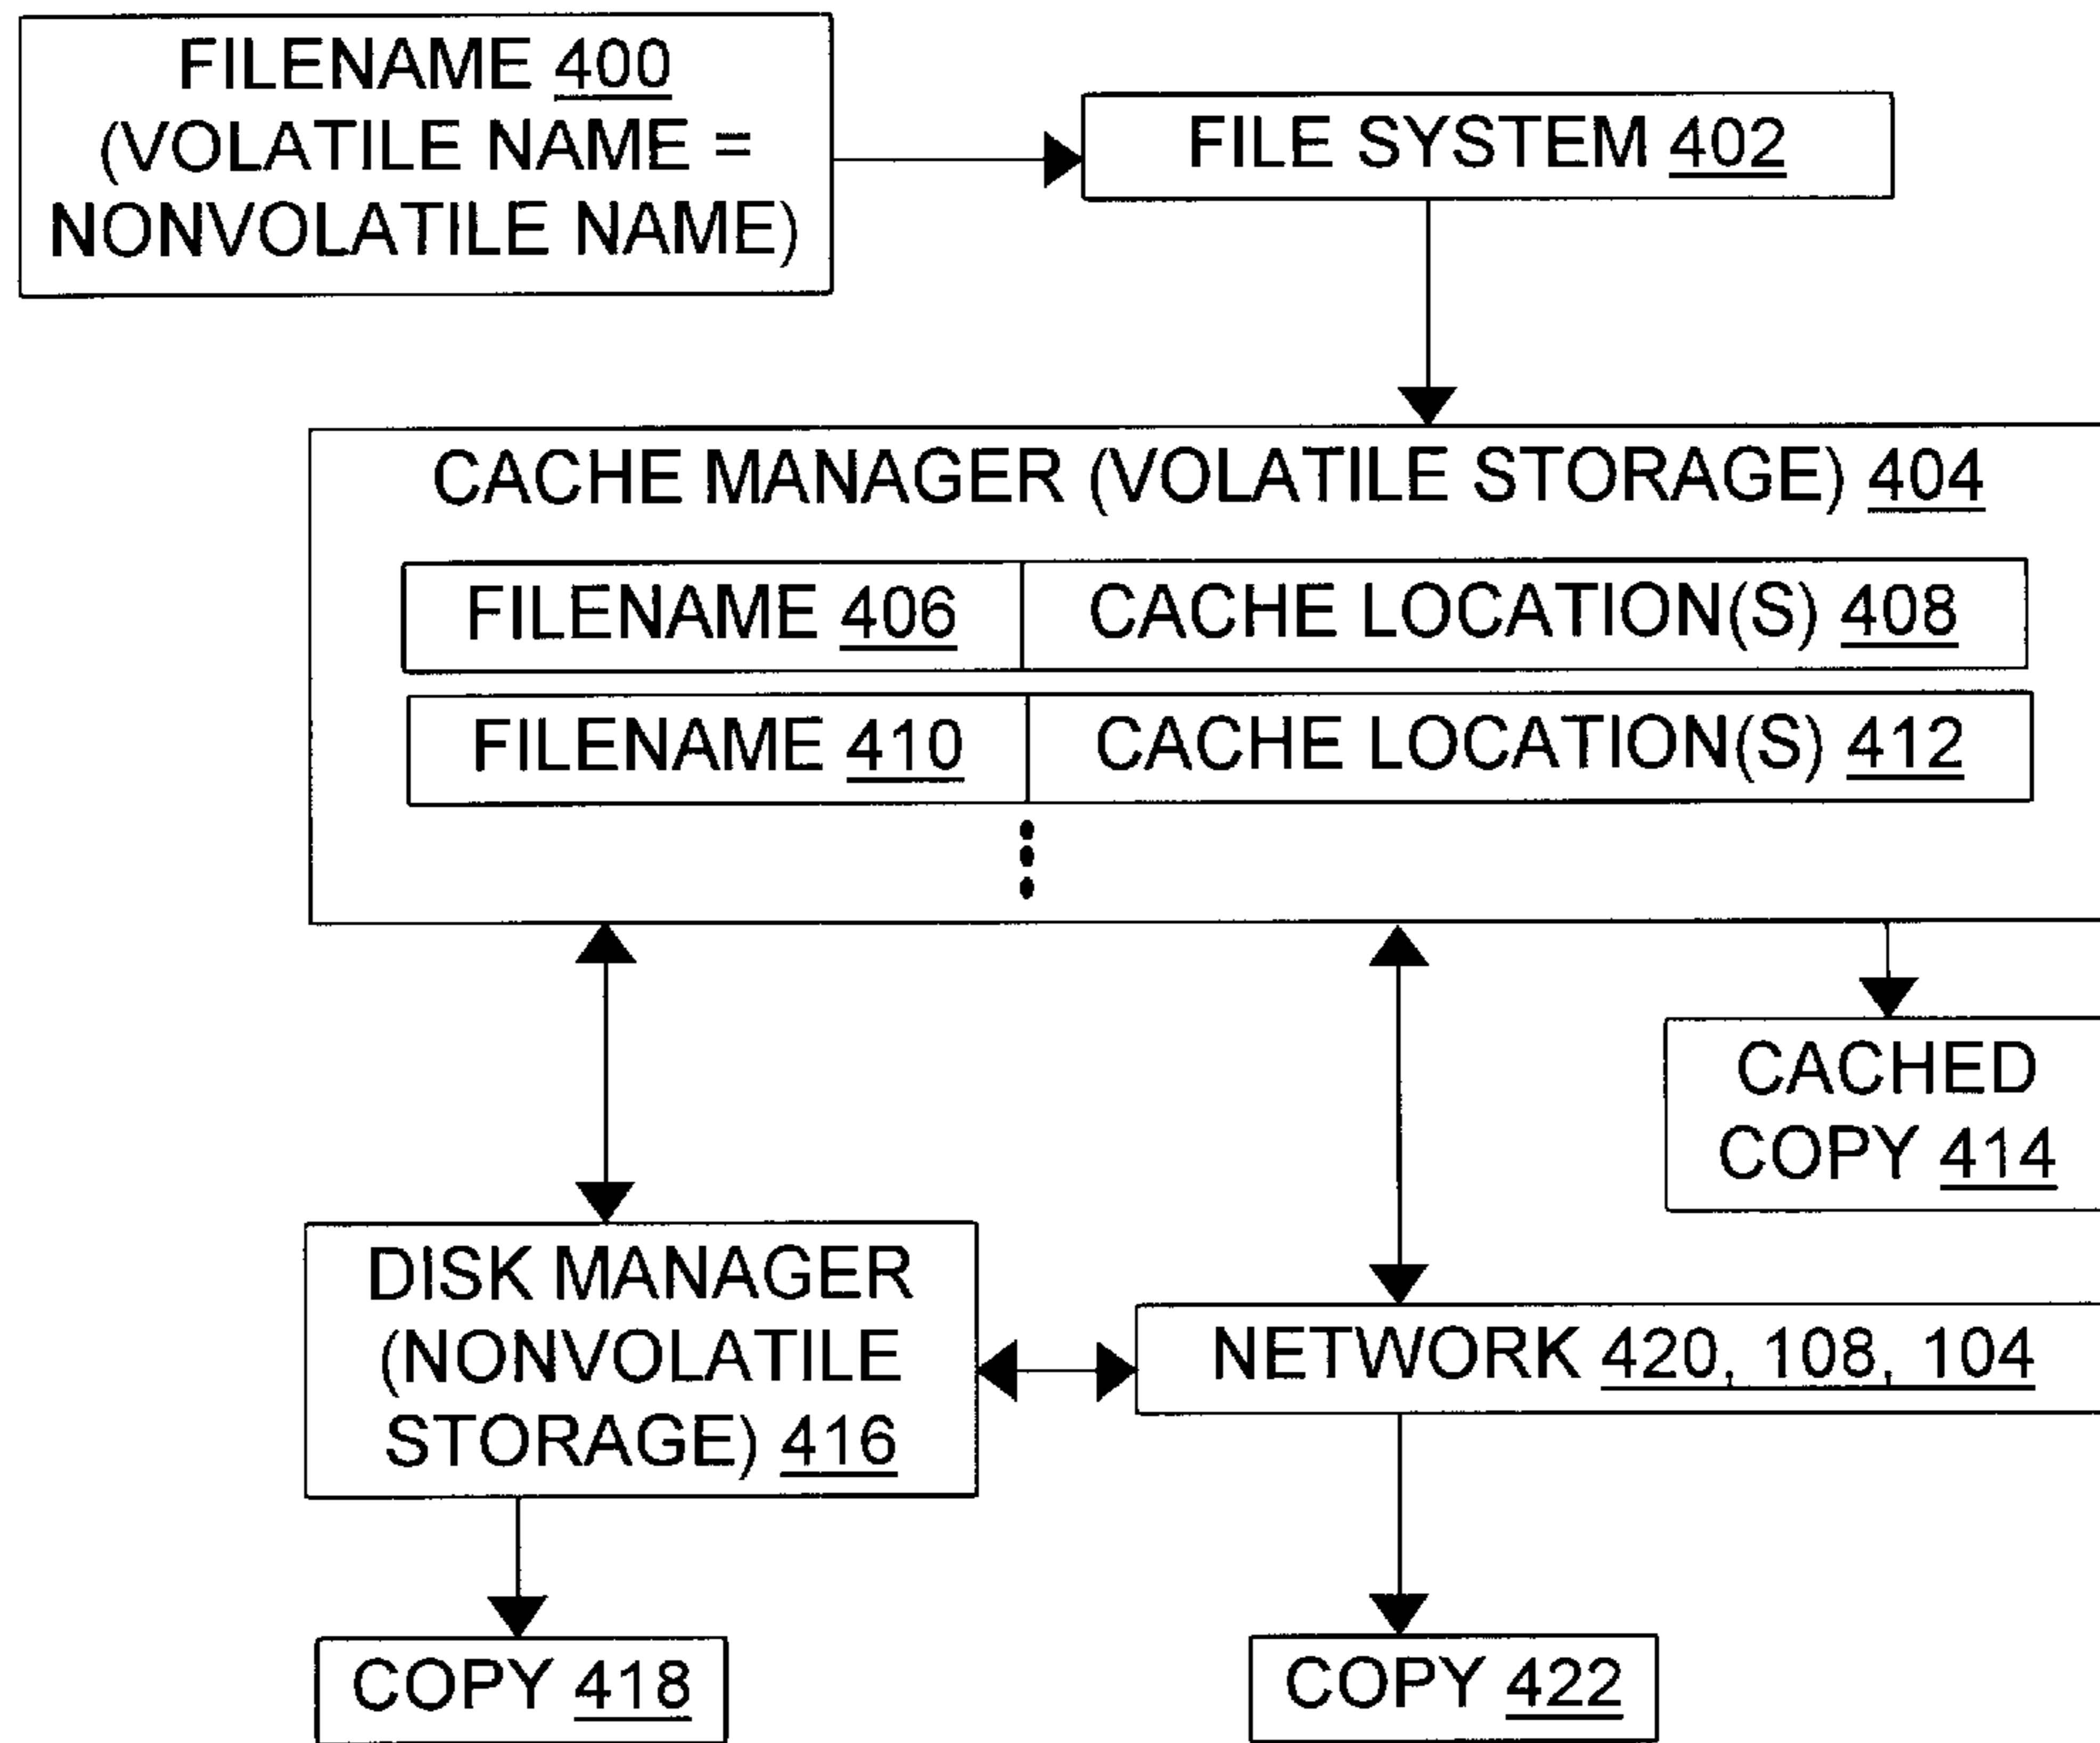 FILENAME 400
(VOLATILE NAME =
NONVOLATILE NAME)
FILE SYSTEM 402
CACHE MANAGER (VOLATILE STORAGE) 404
FILENAME 406
CACHE LOCATION(S) 408
FILENAME 410
CACHE LOCATION(S) 412
CACHED
COPY 414
DISK MANAGER
(NONVOLATILE
STORAGE) 416
NETWORK 420, 108, 104
COPY 418
COPY 422